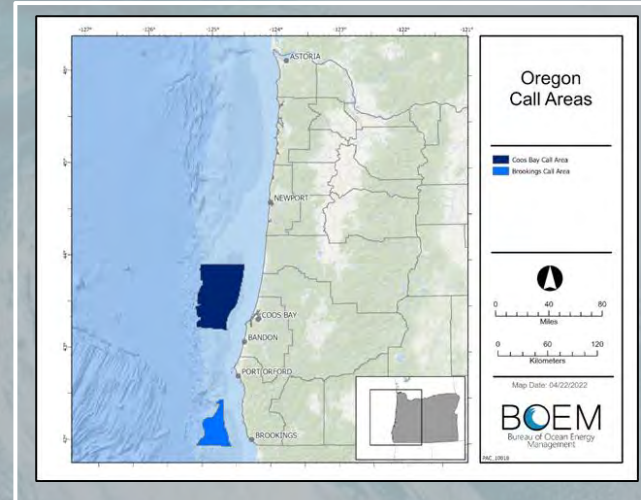 -127°
-126°
-125°
-124°
-123°
-122°
-121°
ASTORIA
NEWPORT
COOS BAY
BANDON
PORT ORFORD
BROOKINGS
Oregon
Call Areas
Coos Bay Call Area
Brookings Call Area
0 40 80
Miles
0 60 120
Kilometers
Map Date: 04/22/2022
BOEM
Bureau of Ocean Energy
Management